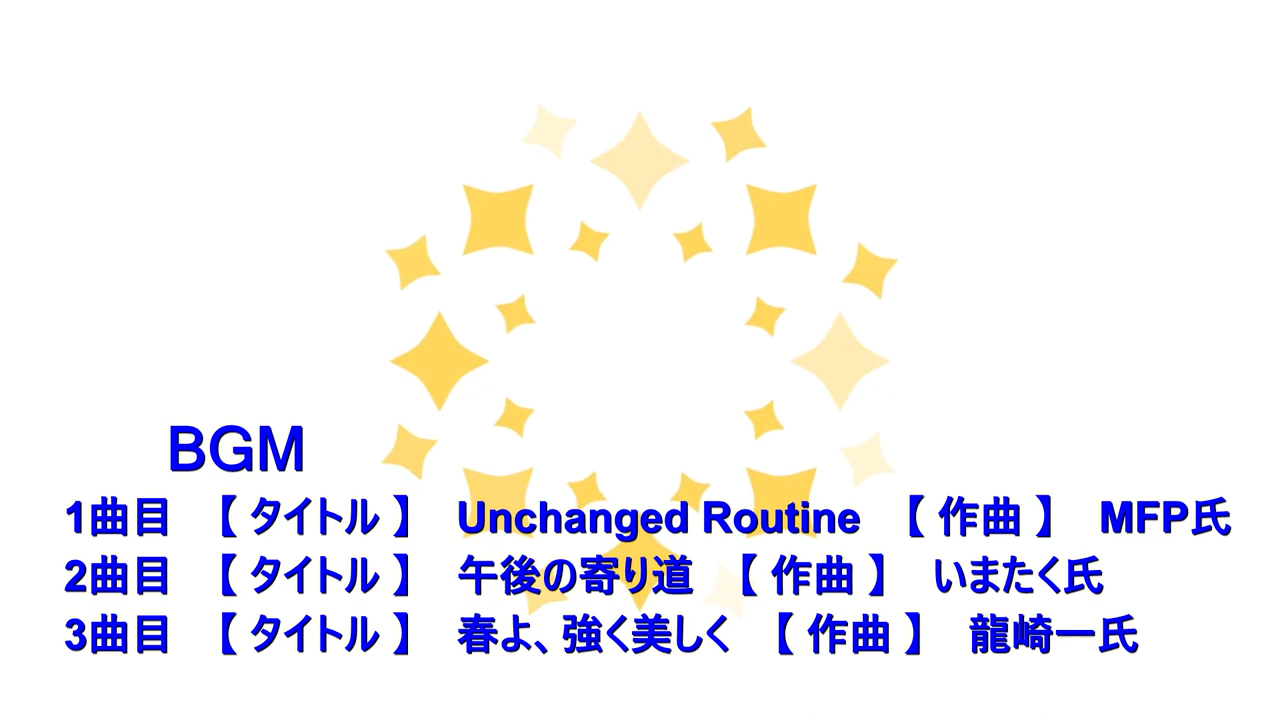 BGM
1曲目 【 タイトル 】 Unchanged Routine 【 作曲 】 MFP氏
2曲目 【 タイトル 】 午後の寄り道 【 作曲 】 いまたく氏
3曲目 【 タイトル 】 春よ、強く美しく 【 作曲 】 龍崎一氏